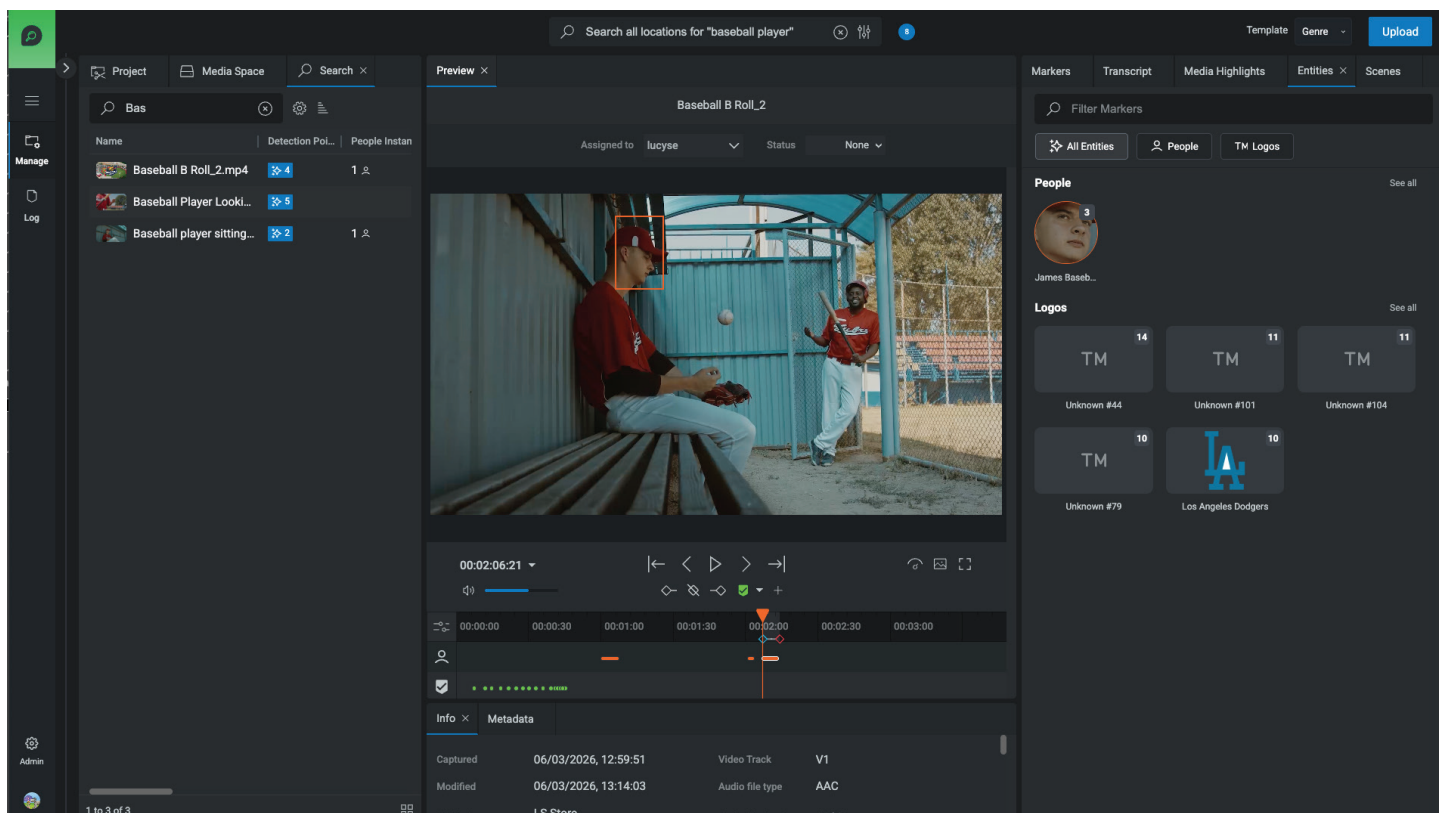 Search all locations for "baseball player"
8
Template
Genre
Upload
Project
Media Space
Search
Bas
Name
Detection Poi...
People Instan
Baseball B Roll_2.mp4
4
1
Baseball Player Looki...
5
Baseball player sitting...
2
1
1 to 3 of 3
Manage
Log
Admin
Preview
Baseball B Roll_2
Assigned to
lucyse
Status
None
00:02:06:21
00:00:00
00:00:30
00:01:00
00:01:30
00:02:00
00:02:30
00:03:00
Info
Metadata
Captured
06/03/2026, 12:59:51
Video Track
V1
Modified
06/03/2026, 13:14:03
Audio file type
AAC
Markers
Transcript
Media Highlights
Entities
Scenes
Filter Markers
All Entities
People
TM Logos
People
See all
3
James Baseb...
Logos
See all
14
TM
Unknown #44
11
TM
Unknown #101
11
TM
Unknown #104
10
TM
Unknown #79
10
LA
Los Angeles Dodgers